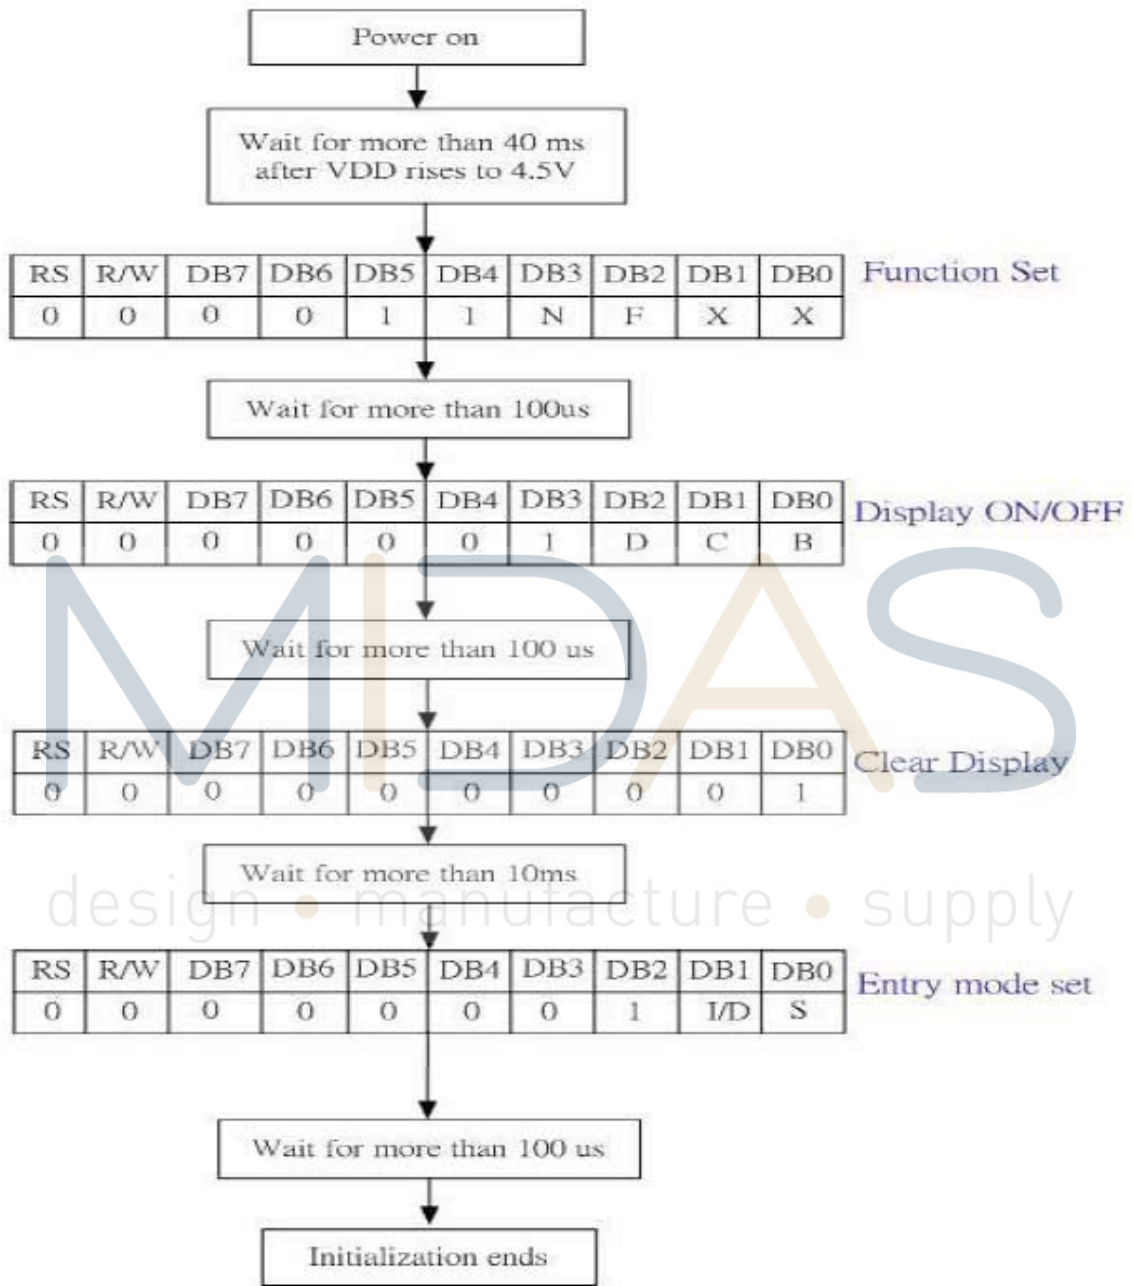 Power on
Wait for more than 40 ms
after VDD rises to 4.5V
RS R/W DB7 DB6 DB5 DB4 DB3 DB2 DB1 DB0
Function Set
0 0 0 0 1 1 N F X X
Wait for more than 100us
RS R/W DB7 DB6 DB5 DB4 DB3 DB2 DB1 DB0
Display ON/OFF
0 0 0 0 0 0 1 D C B
MIDAS
Wait for more than 100 us
RS R/W DB7 DB6 DB5 DB4 DB3 DB2 DB1 DB0
Clear Display
0 0 0 0 0 0 0 0 0 1
Wait for more than 10ms
design • manufacture • supply
RS R/W DB7 DB6 DB5 DB4 DB3 DB2 DB1 DB0
Entry mode set
0 0 0 0 0 0 0 1 I/D S
Wait for more than 100 us
Initialization ends